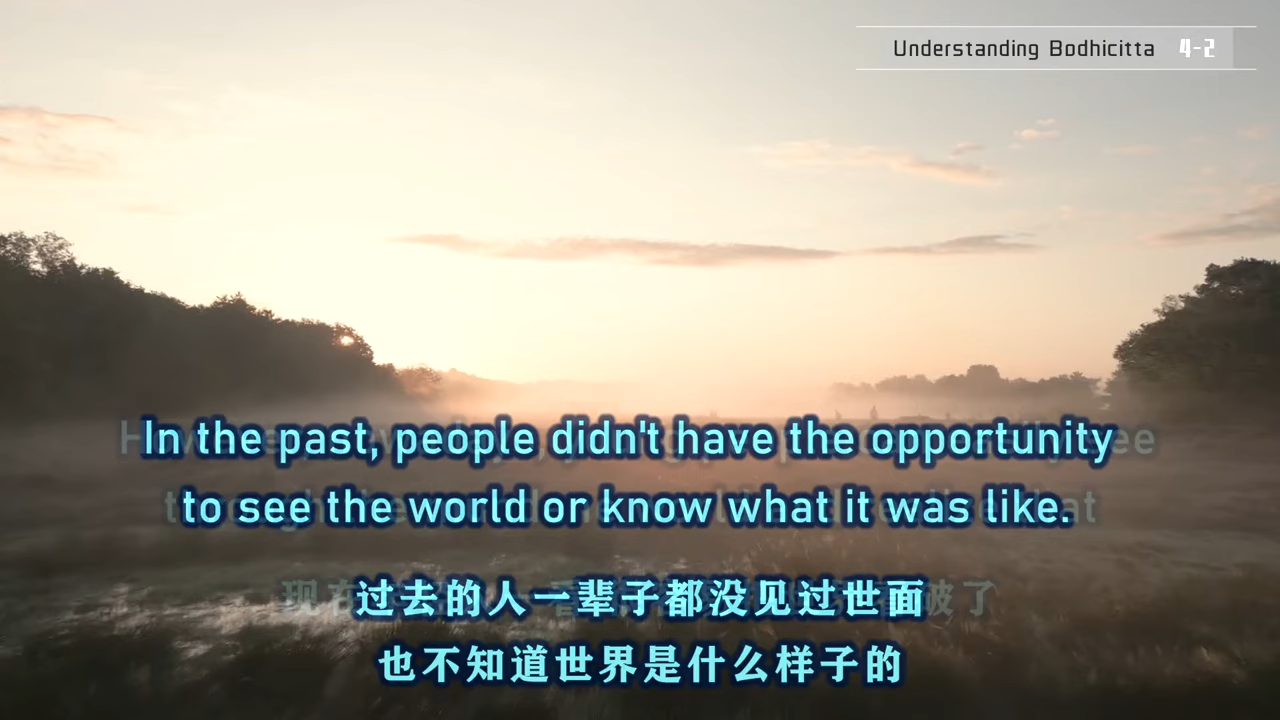 Understanding Bodhicitta 4-2
In the past, people didn't have the opportunity
to see the world or know what it was like.
过去的人一辈子都没见过世面
也不知道世界是什么样子的